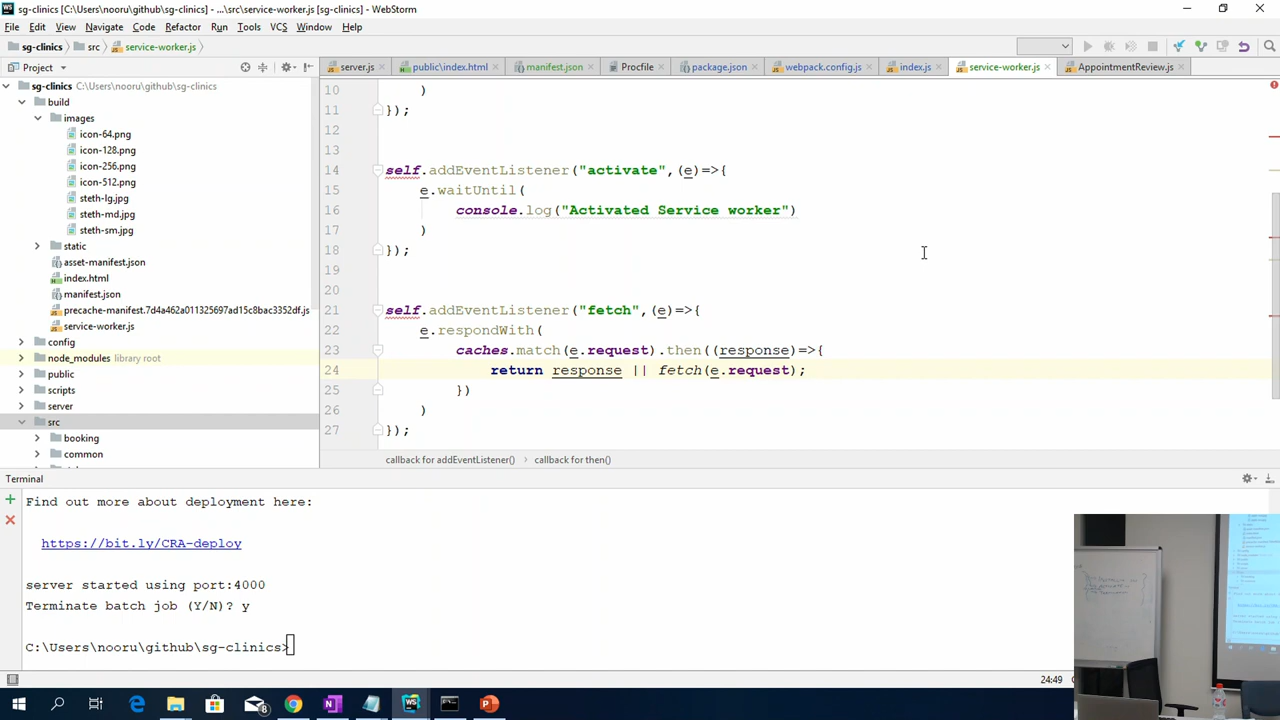 sg-clinics [C:\Users\nooru\github\sg-clinics] - ...\src\service-worker.js [sg-clinics] - WebStorm
File Edit View Navigate Code Refactor Run Tools VCS Window Help
sg-clinics src service-worker.js
Project
server.js public\index.html manifest.json Procfile package.json webpack.config.js index.js service-worker.js AppointmentReview.js
sg-clinics C:\Users\nooru\github\sg-clinics
build
images
icon-64.png
icon-128.png
icon-256.png
icon-512.png
steth-lg.jpg
steth-md.jpg
steth-sm.jpg
static
asset-manifest.json
index.html
manifest.json
precache-manifest.7d4a462a011325697ad15c8bac3352df.js
service-worker.js
config
node_modules library root
public
scripts
server
src
booking
common
10 )
11 });
12
13
14 self.addEventListener("activate",(e)=>{
15 e.waitUntil(
16 console.log("Activated Service worker")
17 )
18 });
19
20
21 self.addEventListener("fetch",(e)=>{
22 e.respondWith(
23 caches.match(e.request).then((response)=>{
24 return response || fetch(e.request);
25 })
26 )
27 });
callback for addEventListener() › callback for then()
Terminal
Find out more about deployment here:
https://bit.ly/CRA-deploy
server started using port:4000
Terminate batch job (Y/N)? y
C:\Users\nooru\github\sg-clinics>
24:49
8